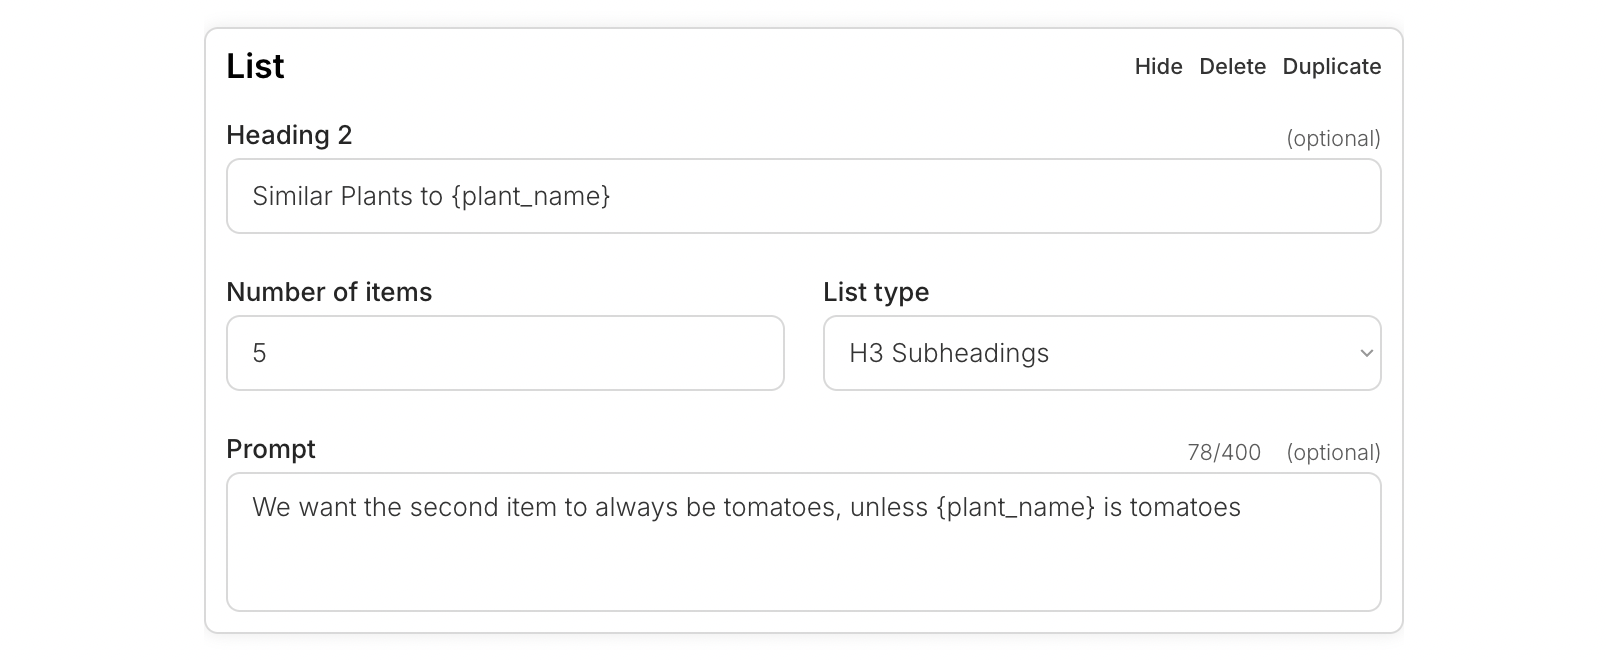 List
Hide Delete Duplicate
Heading 2
(optional)
Similar Plants to {plant_name}
Number of items
List type
5
H3 Subheadings
Prompt
78/400 (optional)
We want the second item to always be tomatoes, unless {plant_name} is tomatoes